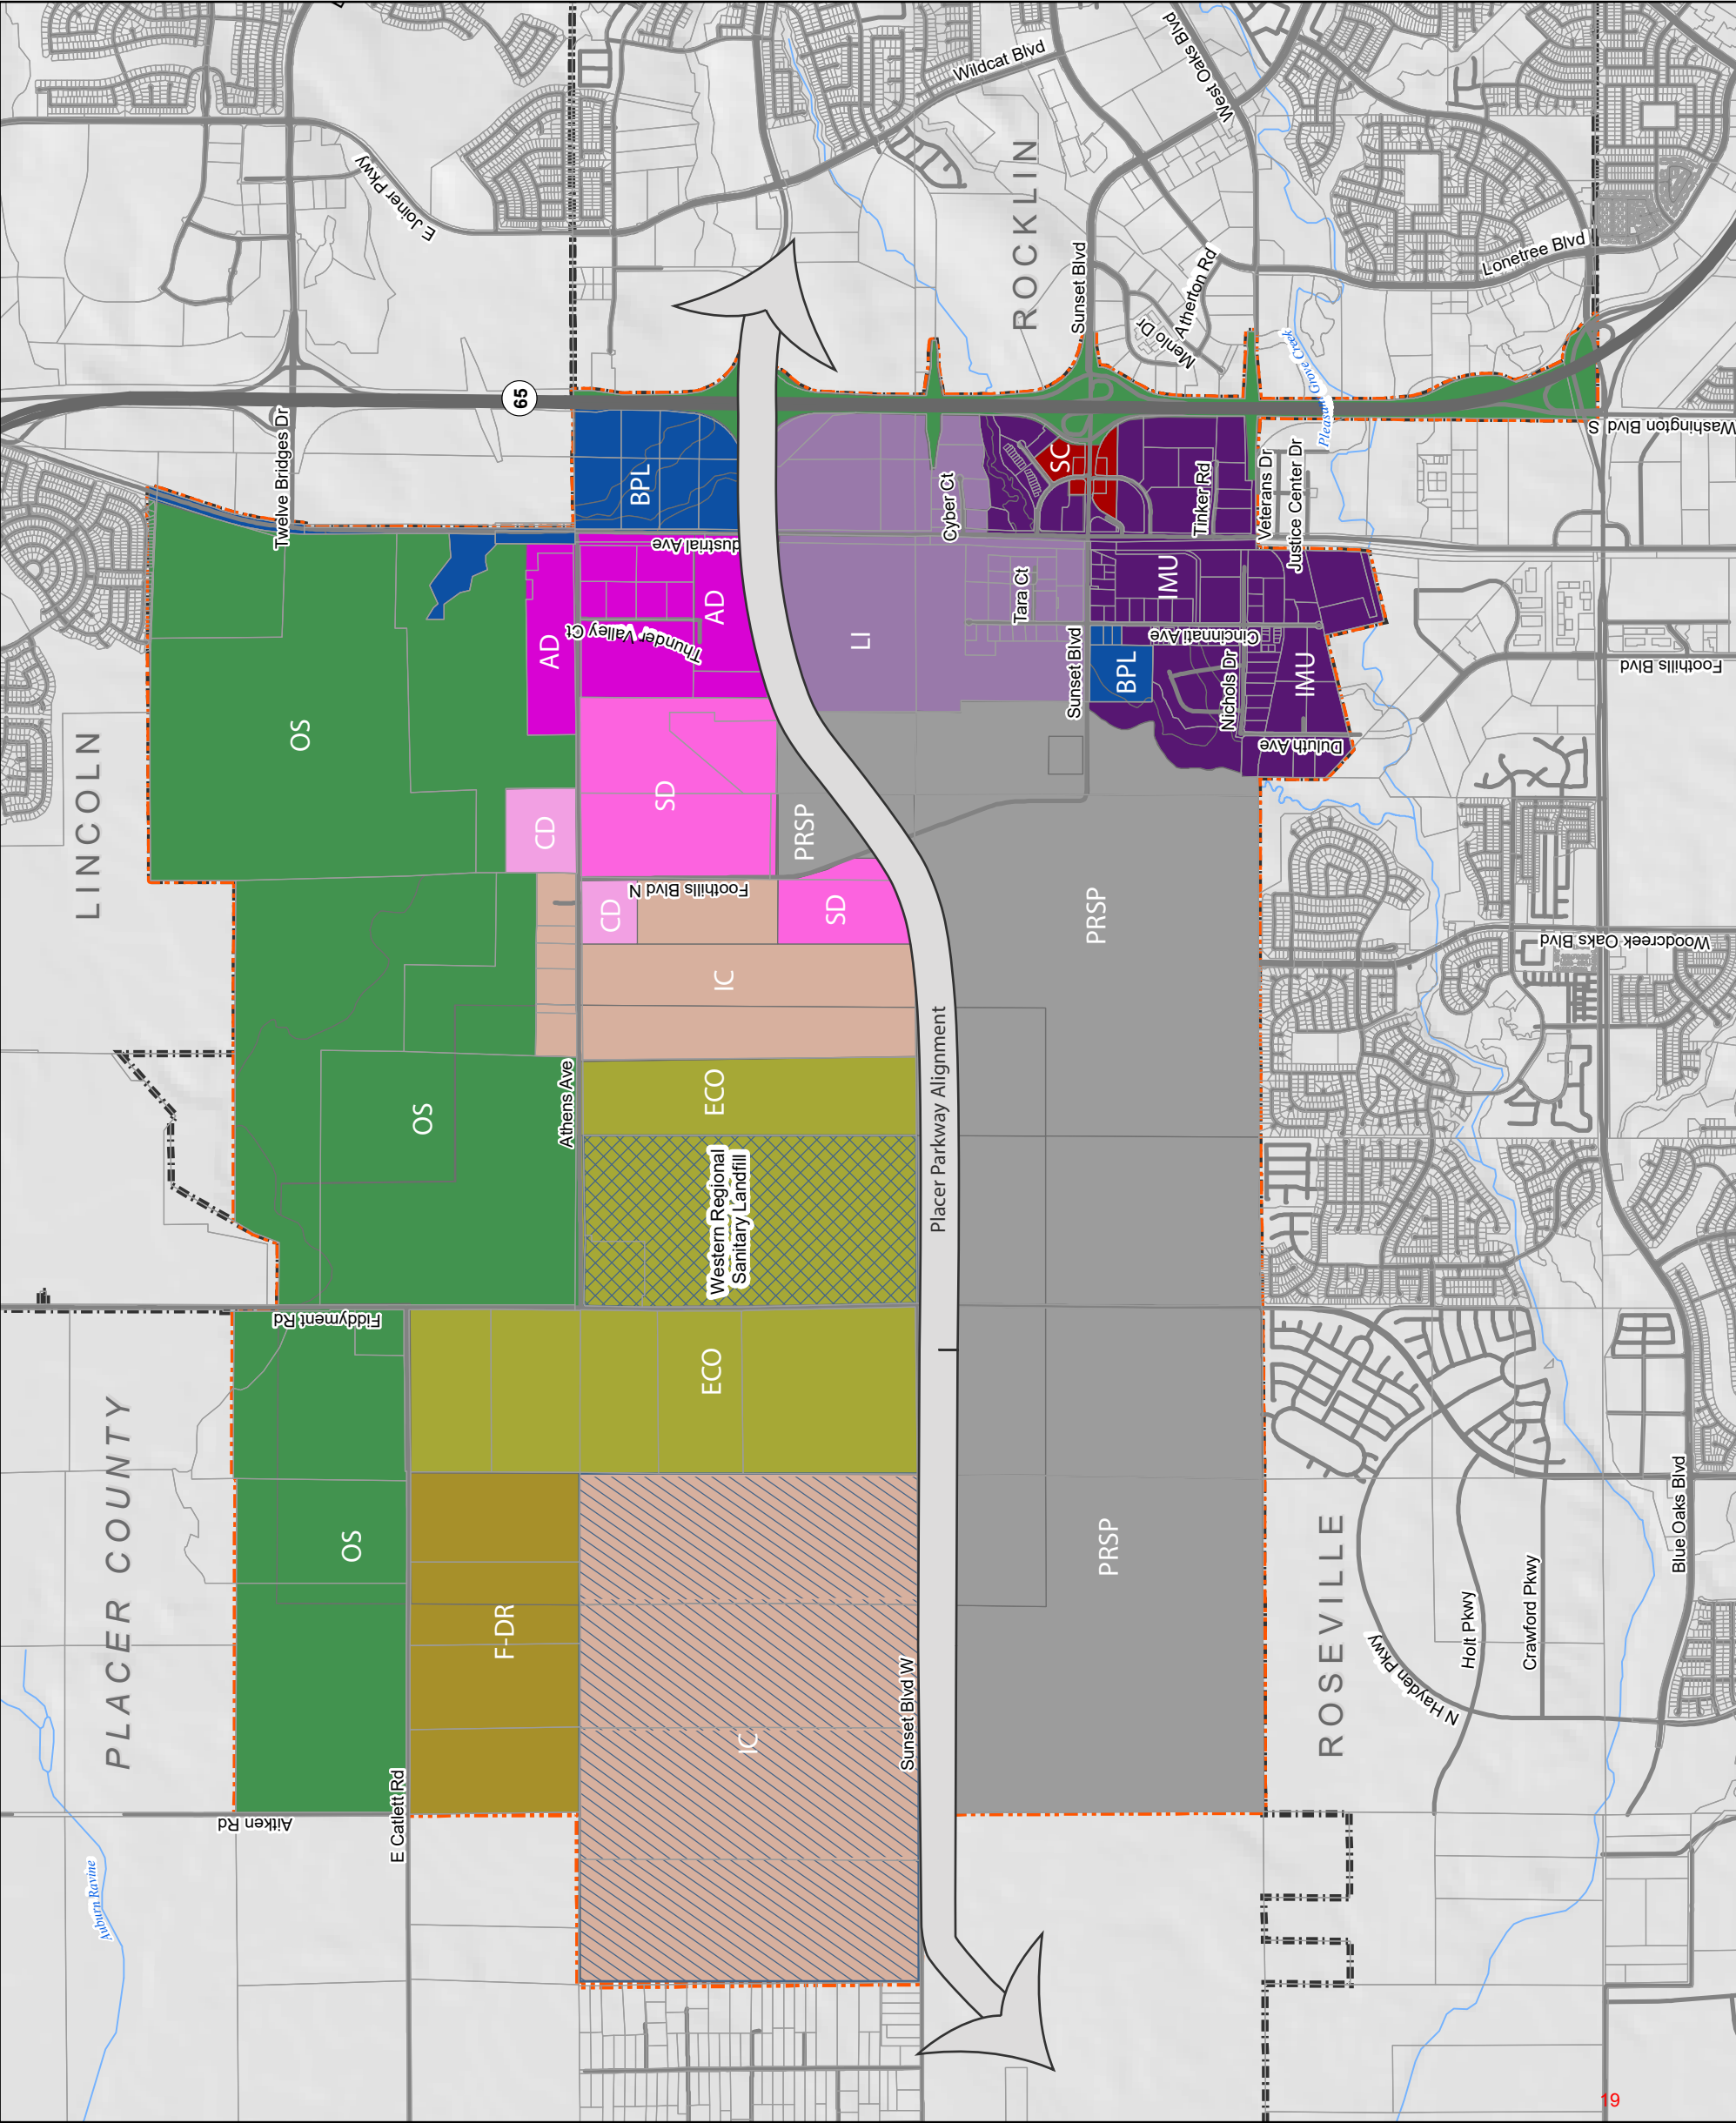 Wildcat Blvd
West Oaks Blvd
E Joiner Pkwy
ROCKLIN
Sunset Blvd
Atherton Rd
Menlo Dr
Lonetree Blvd
Pleasant Grove Creek
65
Twelve Bridges Dr
Washington Blvd S
BPL
SC
Cyber Ct
Tinker Rd
Veterans Dr
Justice Center Dr
dustrial Ave
AD
AD
Thunder Valley Ct
LI
Tara Ct
IMU
Cincinnati Ave
Sunset Blvd
BPL
Nichols Dr
IMU
Duluth Ave
Foothills Blvd
OS
LINCOLN
SD
CD
PRSP
Foothills Blvd N
CD
SD
PRSP
Woodcreek Oaks Blvd
IC
OS
Athens Ave
ECO
Western Regional
Sanitary Landfill
Placer Parkway Alignment
Fiddyment Rd
ECO
PLACER COUNTY
OS
F-DR
IC
Sunset Blvd W
PRSP
ROSEVILLE
N Hayden Pkwy
Holt Pkwy
Crawford Pkwy
Blue Oaks Blvd
Aitken Rd
E Catlett Rd
Auburn Ravine
19